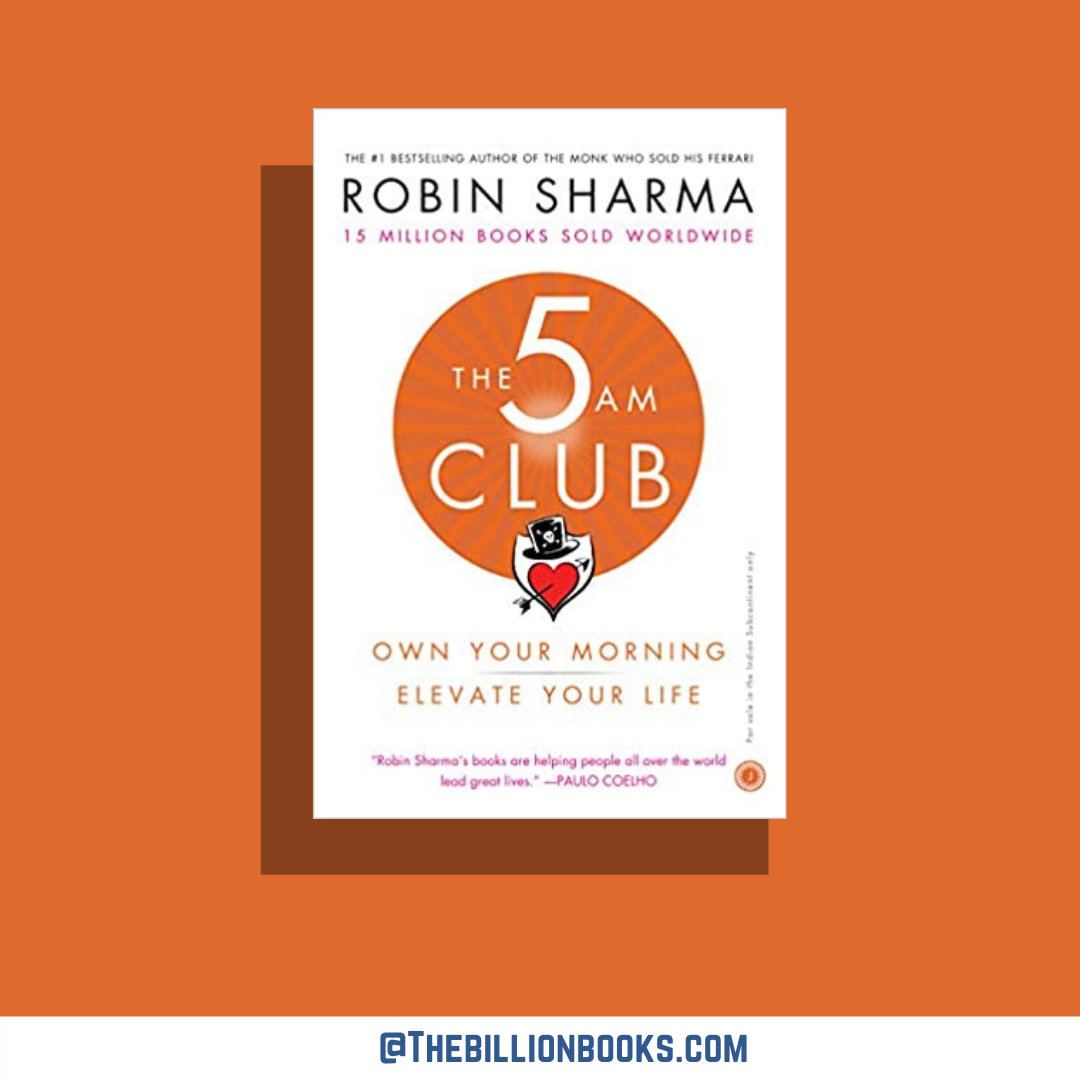 THE #1 BESTSELLING AUTHOR OF THE MONK WHO SOLD HIS FERRARI
ROBIN SHARMA
15 MILLION BOOKS SOLD WORLDWIDE
THE 5 AM
CLUB
OWN YOUR MORNING
ELEVATE YOUR LIFE
For sale in the Indian Subcontinent only
"Robin Sharma's books are helping people all over the world
lead great lives." —PAULO COELHO
J
@THEBILLIONBOOKS.COM